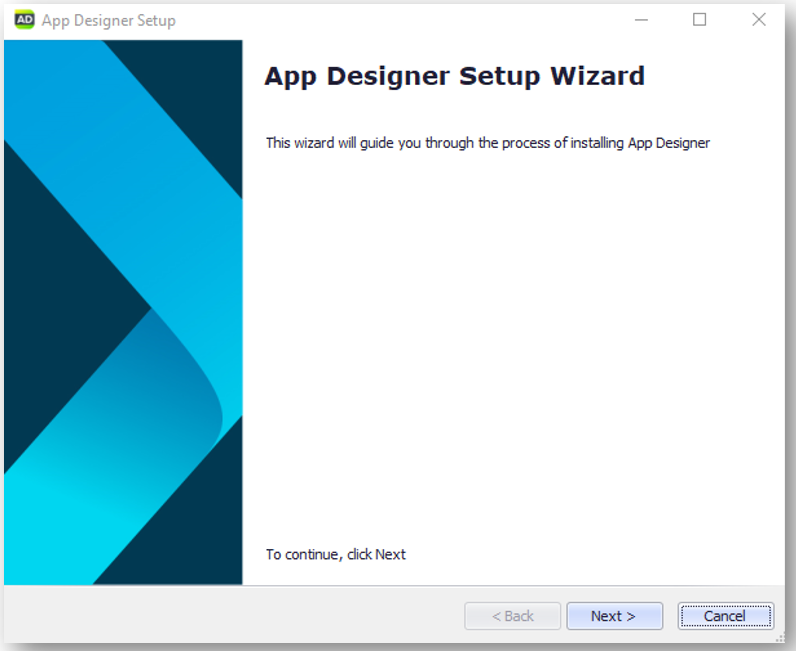 AD App Designer Setup
App Designer Setup Wizard
This wizard will guide you through the process of installing App Designer
To continue, click Next
< Back Next > Cancel